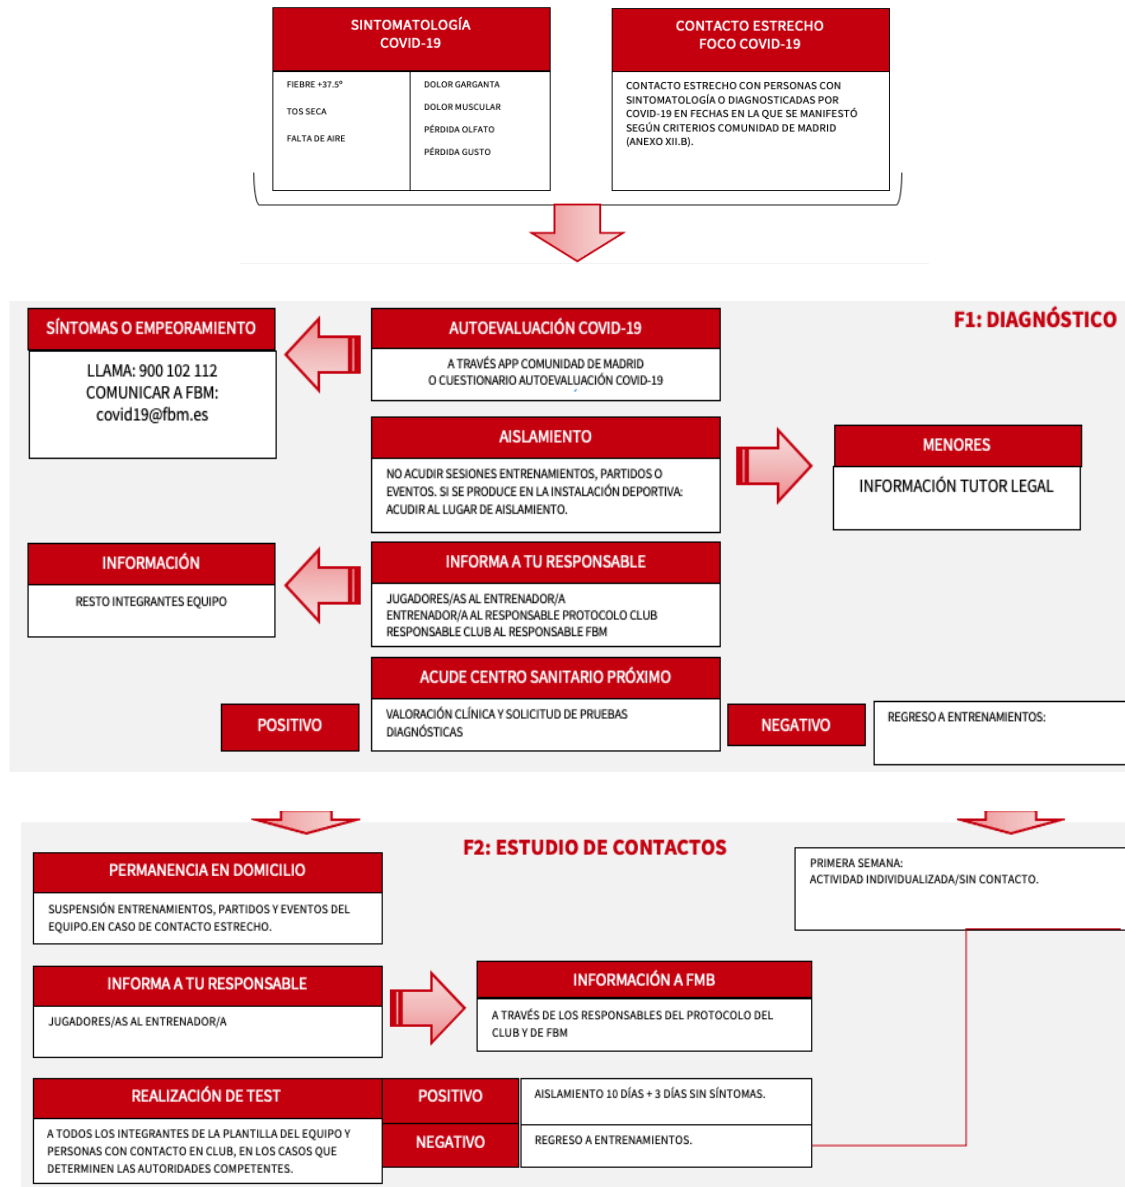 SINTOMATOLOGÍA
COVID-19
FIEBRE +37.5º
TOS SECA
FALTA DE AIRE
DOLOR GARGANTA
DOLOR MUSCULAR
PÉRDIDA OLFATO
PÉRDIDA GUSTO
CONTACTO ESTRECHO
FOCO COVID-19
CONTACTO ESTRECHO CON PERSONAS CON
SINTOMATOLOGÍA O DIAGNOSTICADAS POR
COVID-19 EN FECHAS EN LA QUE SE MANIFESTÓ
SEGÚN CRITERIOS COMUNIDAD DE MADRID
(ANEXO XII.B).
F1: DIAGNÓSTICO
SÍNTOMAS O EMPEORAMIENTO
LLAMA: 900 102 112
COMUNICAR A FBM:
covid19@fbm.es
AUTOEVALUACIÓN COVID-19
A TRAVÉS APP COMUNIDAD DE MADRID
O CUESTIONARIO AUTOEVALUACIÓN COVID-19
AISLAMIENTO
NO ACUDIR SESIONES ENTRENAMIENTOS, PARTIDOS O
EVENTOS. SI SE PRODUCE EN LA INSTALACIÓN DEPORTIVA:
ACUDIR AL LUGAR DE AISLAMIENTO.
MENORES
INFORMACIÓN TUTOR LEGAL
INFORMACIÓN
RESTO INTEGRANTES EQUIPO
INFORMA A TU RESPONSABLE
JUGADORES/AS AL ENTRENADOR/A
ENTRENADOR/A AL RESPONSABLE PROTOCOLO CLUB
RESPONSABLE CLUB AL RESPONSABLE FBM
ACUDE CENTRO SANITARIO PRÓXIMO
VALORACIÓN CLÍNICA Y SOLICITUD DE PRUEBAS
DIAGNÓSTICAS
POSITIVO
NEGATIVO
REGRESO A ENTRENAMIENTOS:
F2: ESTUDIO DE CONTACTOS
PRIMERA SEMANA:
ACTIVIDAD INDIVIDUALIZADA/SIN CONTACTO.
PERMANENCIA EN DOMICILIO
SUSPENSIÓN ENTRENAMIENTOS, PARTIDOS Y EVENTOS DEL
EQUIPO.EN CASO DE CONTACTO ESTRECHO.
INFORMA A TU RESPONSABLE
JUGADORES/AS AL ENTRENADOR/A
INFORMACIÓN A FMB
A TRAVÉS DE LOS RESPONSABLES DEL PROTOCOLO DEL
CLUB Y DE FBM
REALIZACIÓN DE TEST
A TODOS LOS INTEGRANTES DE LA PLANTILLA DEL EQUIPO Y
PERSONAS CON CONTACTO EN CLUB, EN LOS CASOS QUE
DETERMINEN LAS AUTORIDADES COMPETENTES.
POSITIVO
AISLAMIENTO 10 DÍAS + 3 DÍAS SIN SÍNTOMAS.
NEGATIVO
REGRESO A ENTRENAMIENTOS.